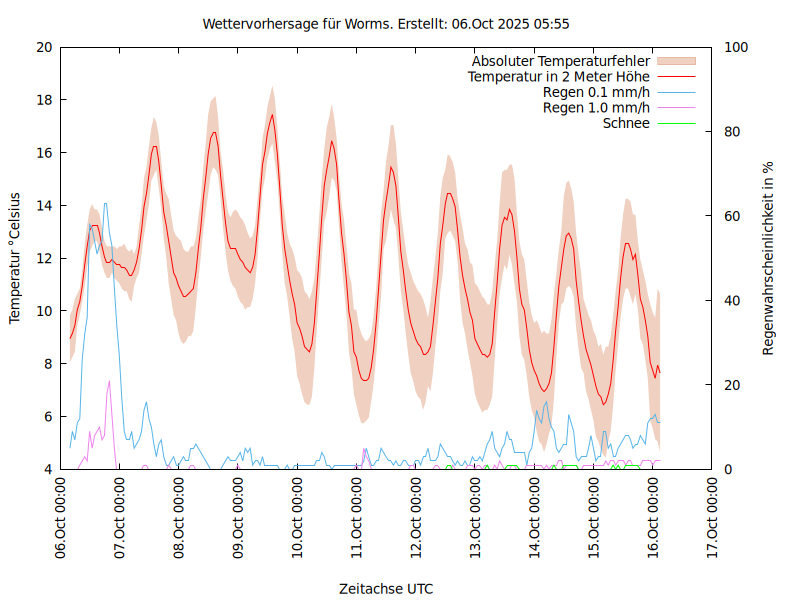 Wettervorhersage für Worms. Erstellt: 06.Oct 2025 05:55
Absoluter Temperaturfehler
Temperatur in 2 Meter Höhe
Regen 0.1 mm/h
Regen 1.0 mm/h
Schnee
Temperatur °Celsius
20
18
16
14
12
10
8
6
4
100
80
60
40
20
0
Regenwahrscheinlichkeit in %
06.Oct 00:00
07.Oct 00:00
08.Oct 00:00
09.Oct 00:00
10.Oct 00:00
11.Oct 00:00
12.Oct 00:00
13.Oct 00:00
14.Oct 00:00
15.Oct 00:00
16.Oct 00:00
17.Oct 00:00
Zeitachse UTC